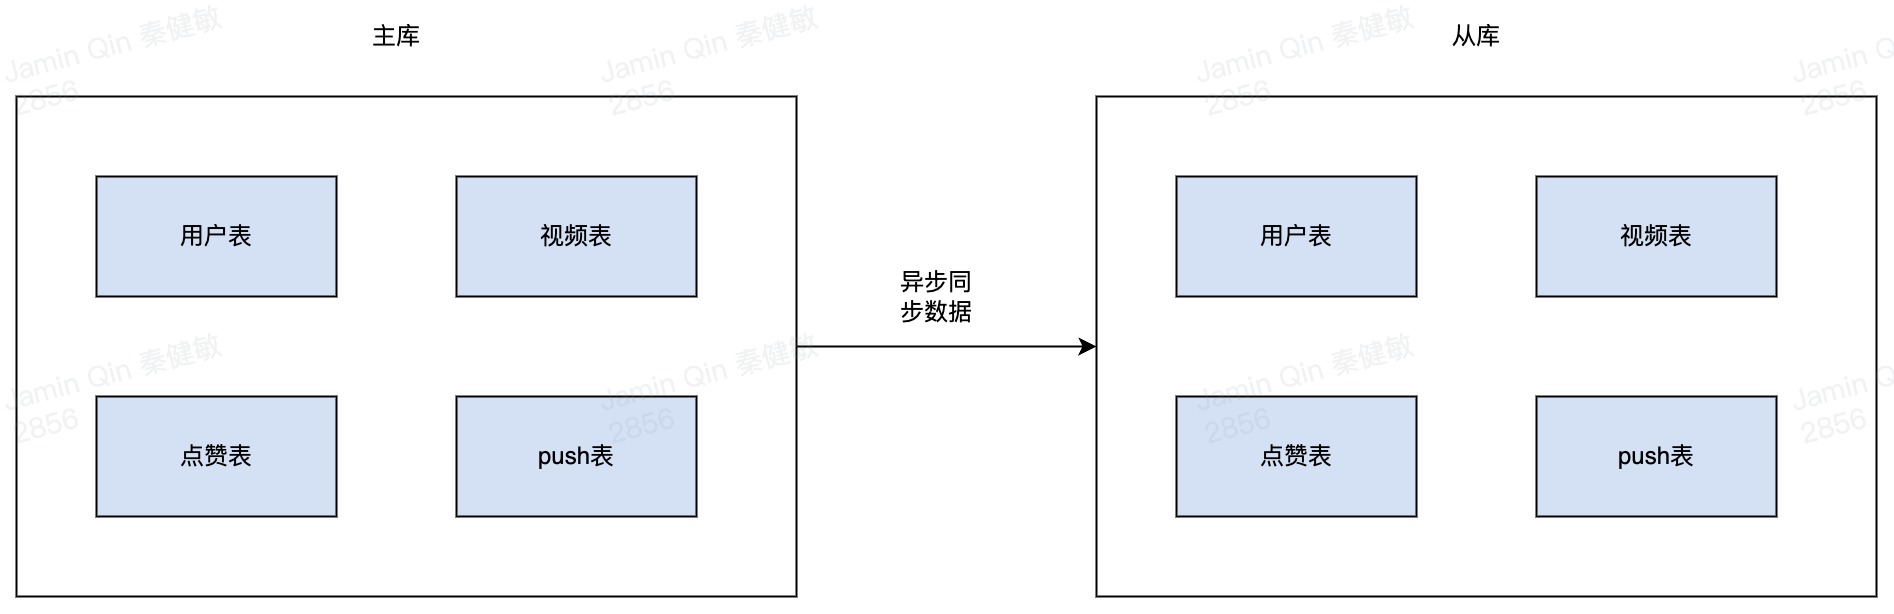 主库
从库
Jamin Qin 秦健敏
2856
Jamin Qin 秦健敏
2856
Jamin Qin 秦健敏
2856
Jamin Q
2856
用户表
视频表
异步同
步数据
用户表
视频表
Jamin Qin 秦健敏
2856
Jamin Qin 秦健敏
2856
Jamin Qin 秦健敏
2856
Jamin Q
2856
点赞表
push表
点赞表
push表